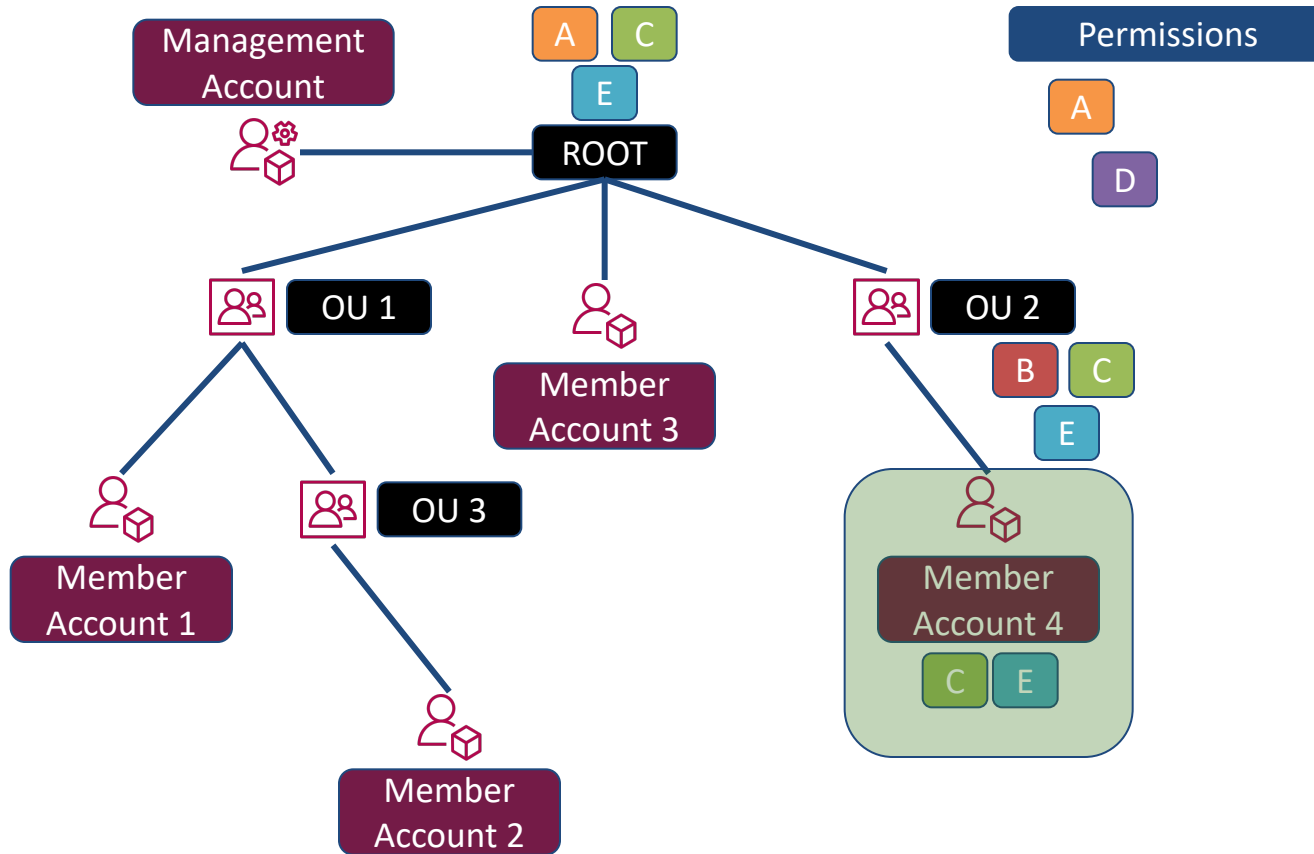 Management
Account
A C
E
ROOT
Permissions
A
D
OU 1
Member
Account 3
OU 2
B C
E
Member
Account 1
OU 3
Member
Account 4
C E
Member
Account 2